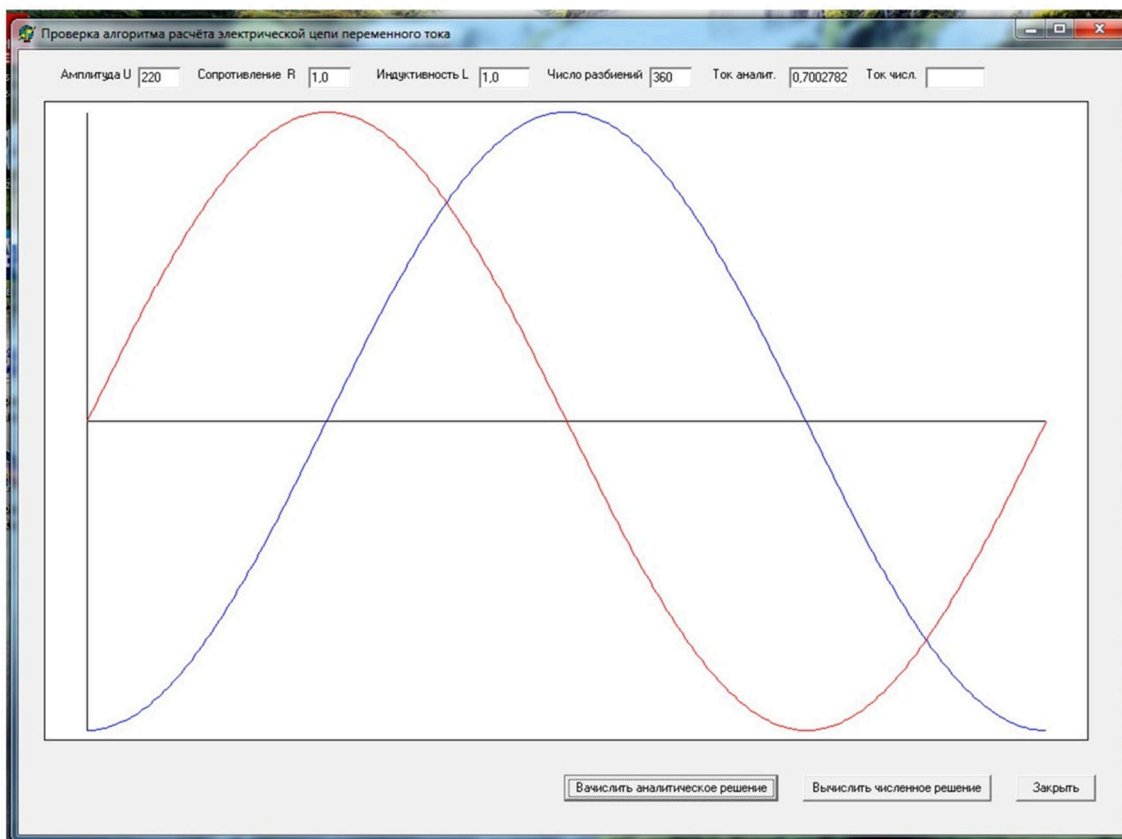 Проверка алгоритма расчёта электрической цепи переменного тока
Амплитуда U 220 Сопротивление R 1,0 Индуктивность L 1,0 Число разбиений 360 Ток аналит. 0,7002782 Ток числ.
Вачислить аналитическое решение Вычислить численное решение Закрыть